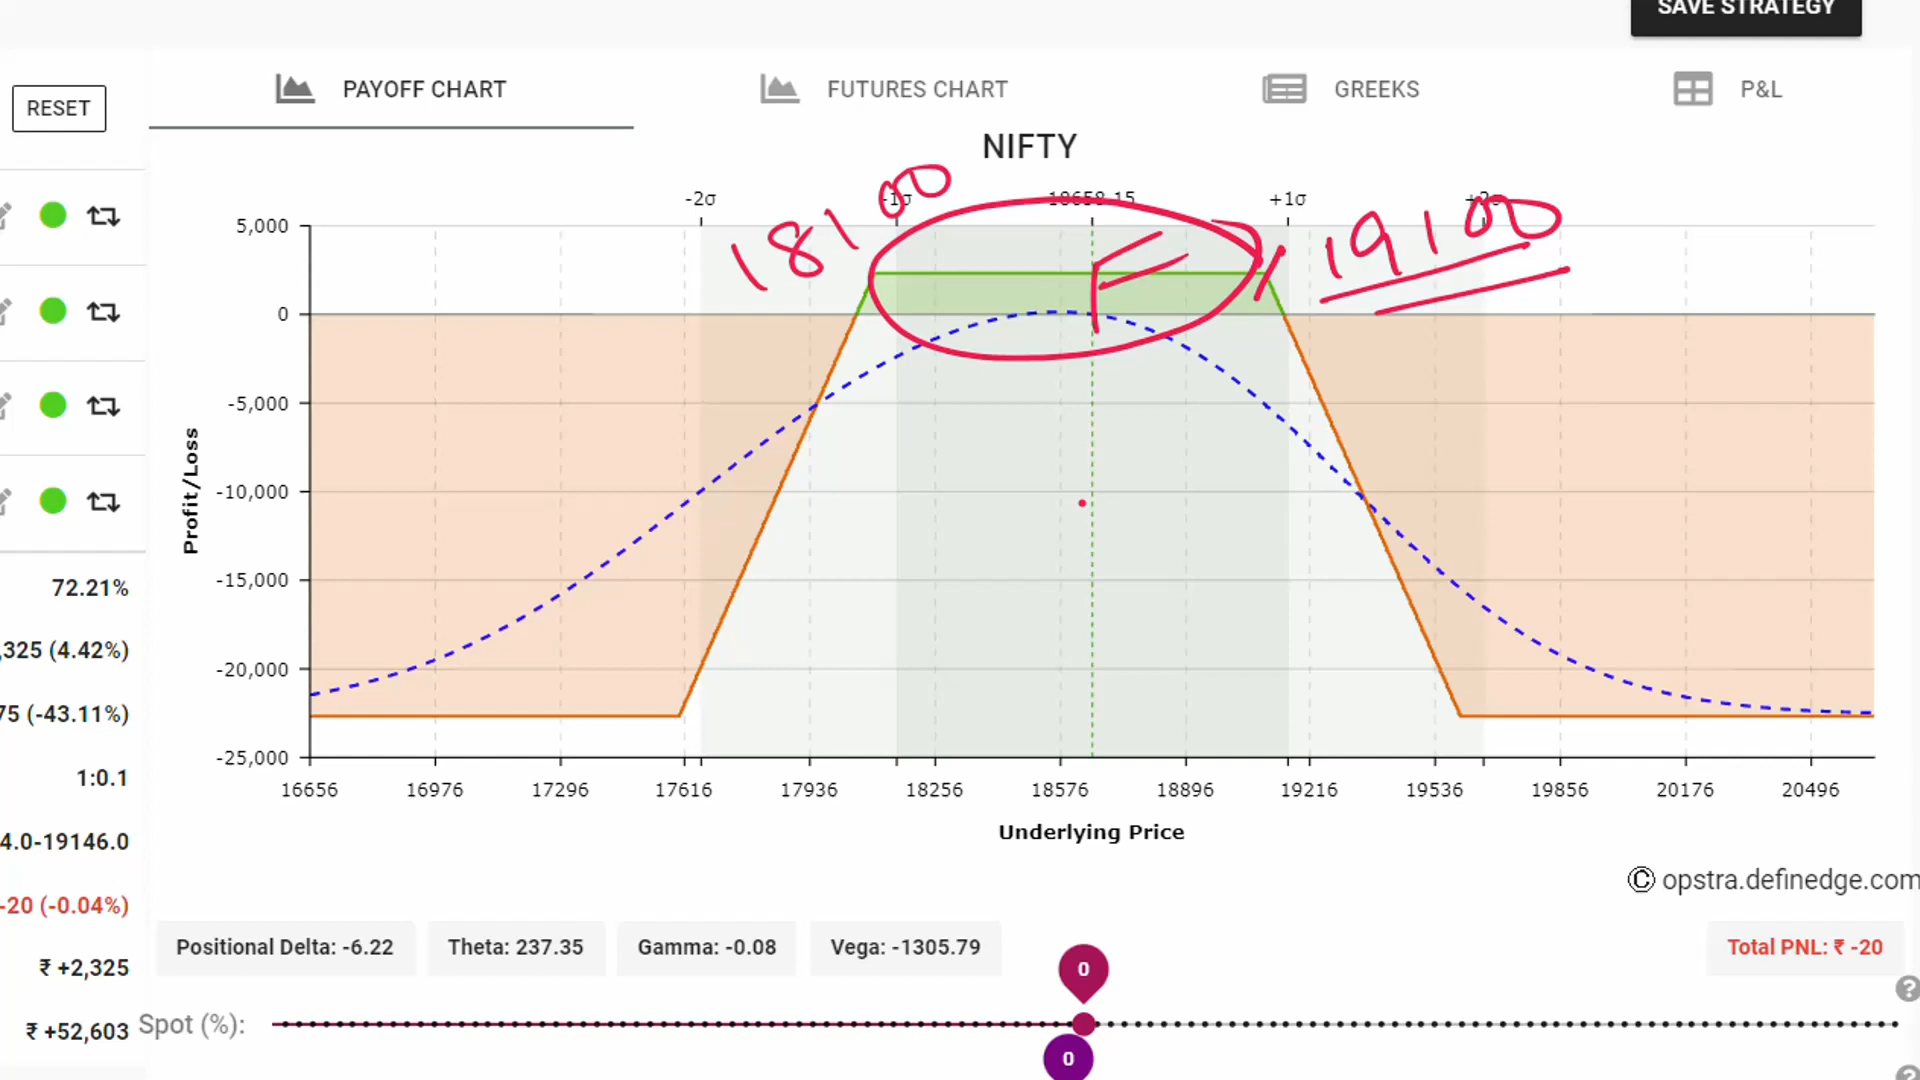 SAVE STRATEGY
RESET
PAYOFF CHART
FUTURES CHART
GREEKS
P&L
NIFTY
18100
19100
-2σ
-1σ
18658.15
+1σ
+2σ
5,000
0
-5,000
-10,000
-15,000
-20,000
-25,000
Profit/Loss
16656 16976 17296 17616 17936 18256 18576 18896 19216 19536 19856 20176 20496
Underlying Price
72.21%
,325 (4.42%)
75 (-43.11%)
1:0.1
4.0-19146.0
-20 (-0.04%)
₹ +2,325
₹ +52,603
© opstra.definedge.com
Positional Delta: -6.22
Theta: 237.35
Gamma: -0.08
Vega: -1305.79
Total PNL: ₹ -20
0
Spot (%):
0